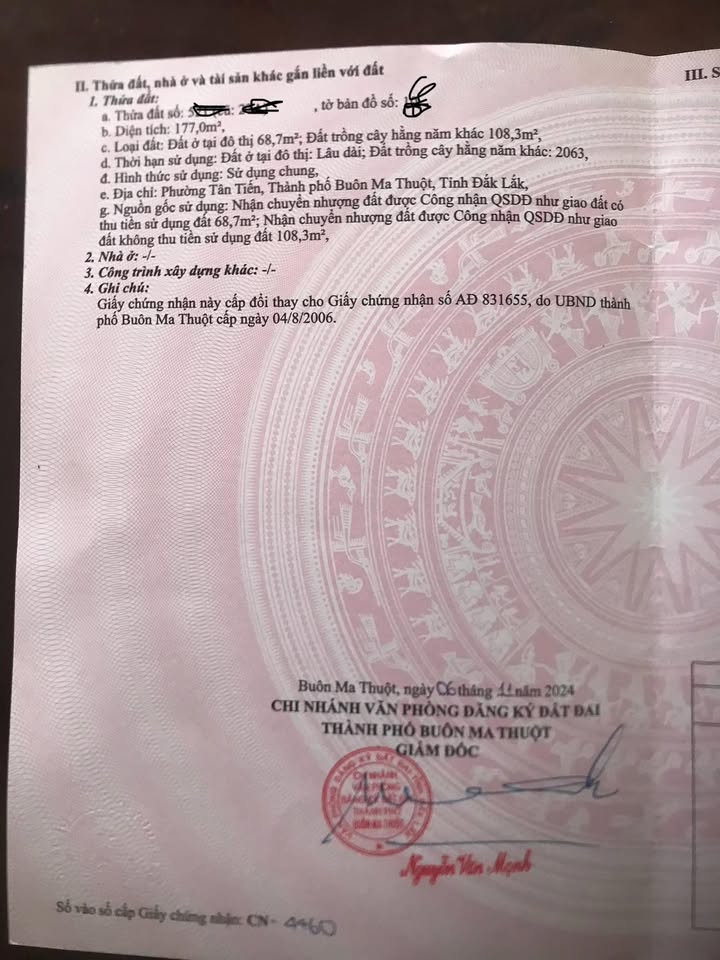 II. Thửa đất, nhà ở và tài sản khác gắn liền với đất
III. S
1. Thửa đất:
a. Thửa đất số: , tờ bản đồ số:
b. Diện tích: 177,0m²,
c. Loại đất: Đất ở tại đô thị 68,7m²; Đất trồng cây hằng năm khác 108,3m²,
d. Thời hạn sử dụng: Đất ở tại đô thị: Lâu dài; Đất trồng cây hằng năm khác: 2063,
đ. Hình thức sử dụng: Sử dụng chung,
e. Địa chỉ: Phường Tân Tiến, Thành phố Buôn Ma Thuột, Tỉnh Đắk Lắk,
g. Nguồn gốc sử dụng: Nhận chuyển nhượng đất được Công nhận QSDĐ như giao đất có
thu tiền sử dụng đất 68,7m²; Nhận chuyển nhượng đất được Công nhận QSDĐ như giao
đất không thu tiền sử dụng đất 108,3m²,
2. Nhà ở: -/-
3. Công trình xây dựng khác: -/-
4. Ghi chú:
Giấy chứng nhận này cấp đổi thay cho Giấy chứng nhận số AĐ 831655, do UBND thành
phố Buôn Ma Thuột cấp ngày 04/8/2006.
Buôn Ma Thuột, ngày 06 tháng 11 năm 2024
CHI NHÁNH VĂN PHÒNG ĐĂNG KÝ ĐẤT ĐAI
THÀNH PHỐ BUÔN MA THUỘT
GIÁM ĐỐC
CHI NHÁNH
VĂN PHÒNG
THÀNH PHỐ
BUÔN MA THUỘT
Nguyễn Văn Mạnh
Số vào sổ cấp Giấy chứng nhận: CN- 4460